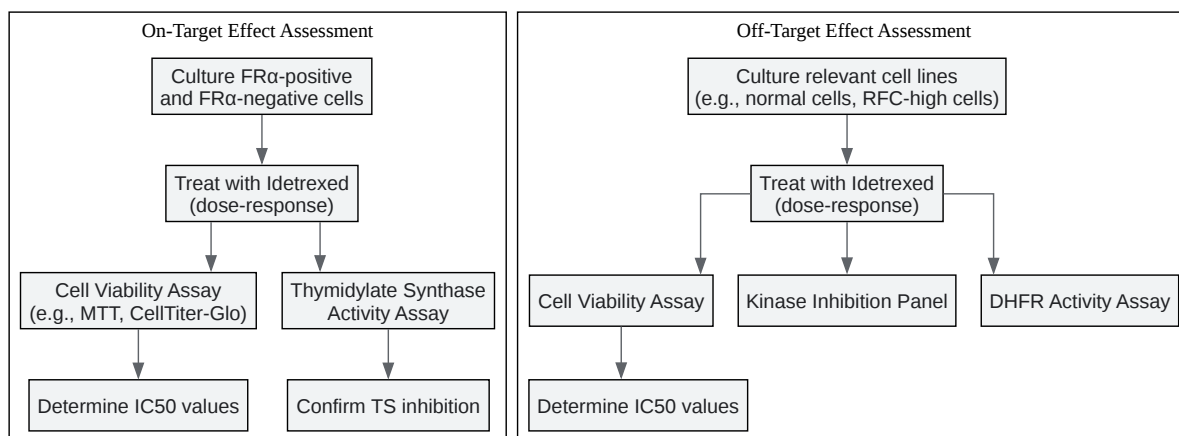 On-Target Effect Assessment
Culture FRα-positive
and FRα-negative cells
Treat with Idetrexed
(dose-response)
Cell Viability Assay
(e.g., MTT, CellTiter-Glo)
Thymidylate Synthase
Activity Assay
Determine IC50 values
Confirm TS inhibition
Off-Target Effect Assessment
Culture relevant cell lines
(e.g., normal cells, RFC-high cells)
Treat with Idetrexed
(dose-response)
Cell Viability Assay
Kinase Inhibition Panel
DHFR Activity Assay
Determine IC50 values